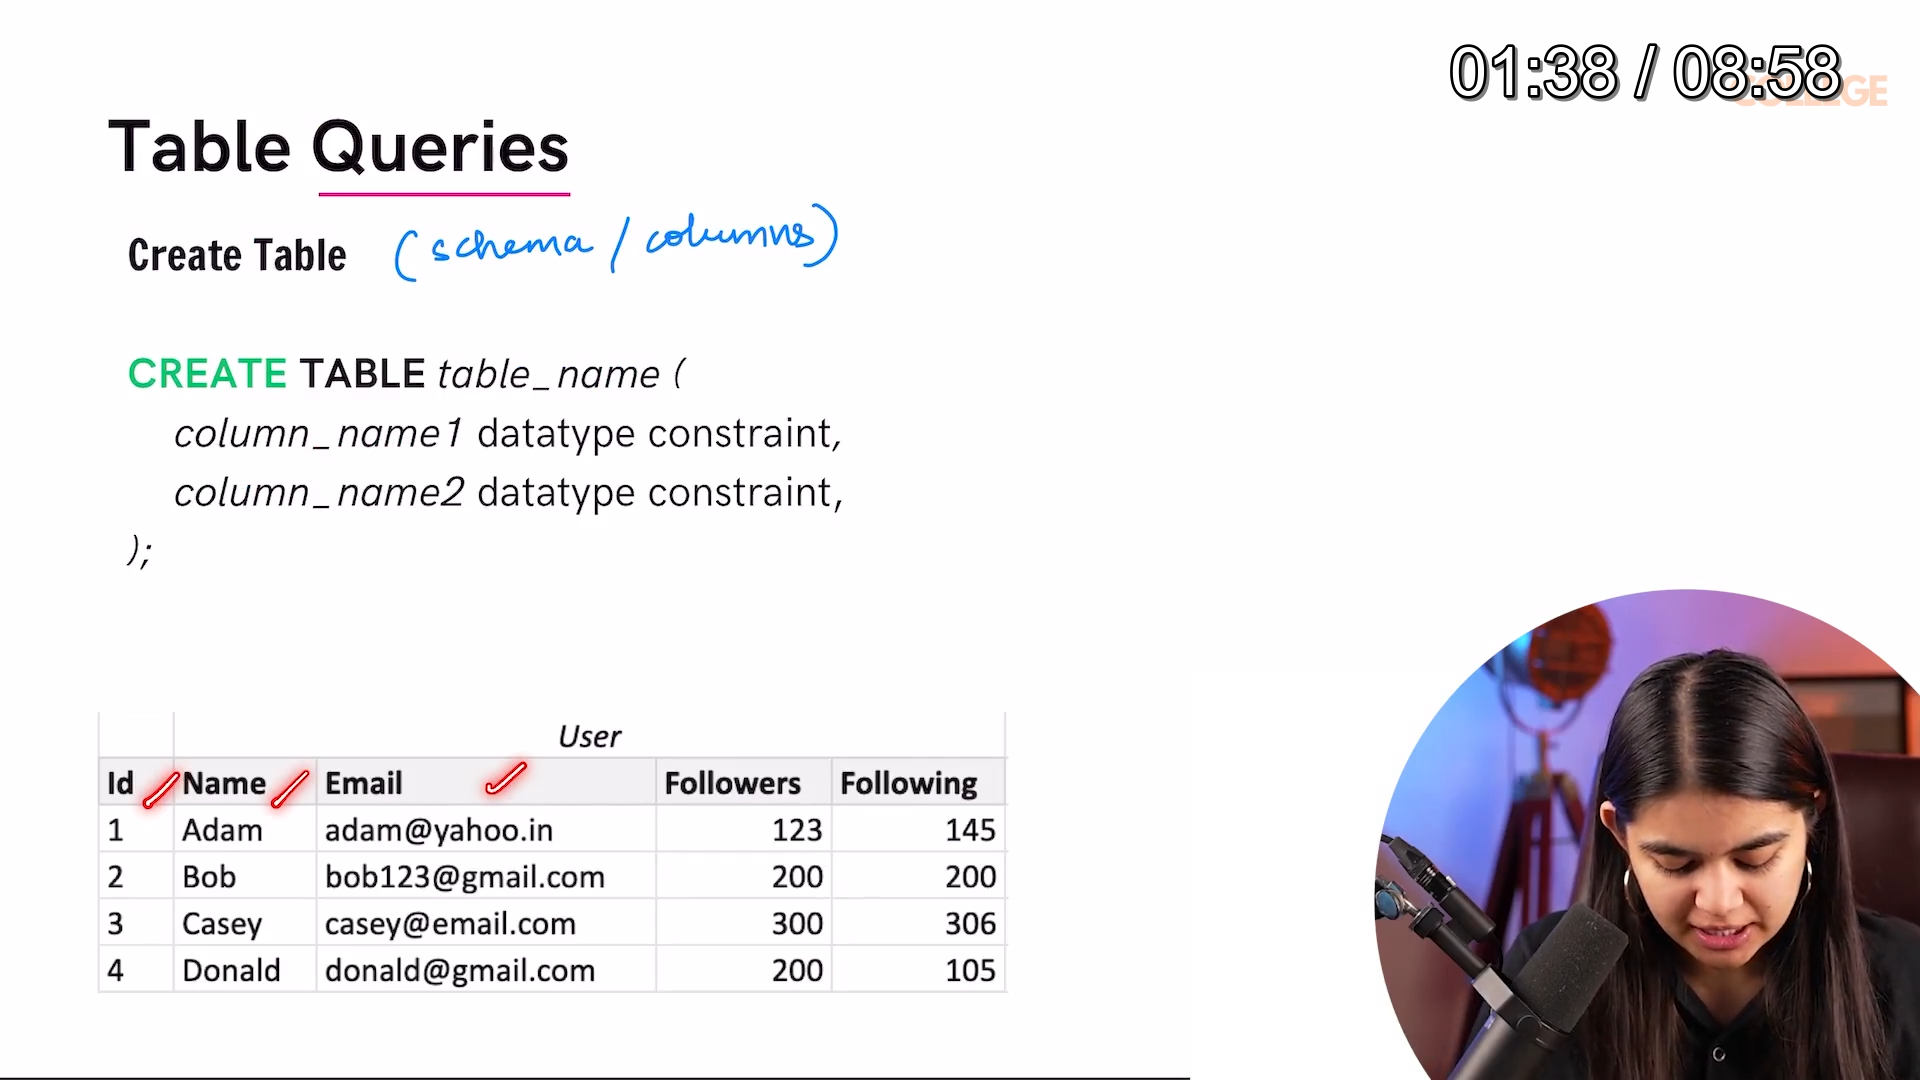 01:38 / 08:58
COLLEGE
Table Queries
Create Table (schema / columns)
CREATE TABLE table_name (
column_name1 datatype constraint,
column_name2 datatype constraint,
);
User
Id Name Email Followers Following
1 Adam adam@yahoo.in 123 145
2 Bob bob123@gmail.com 200 200
3 Casey casey@email.com 300 306
4 Donald donald@gmail.com 200 105